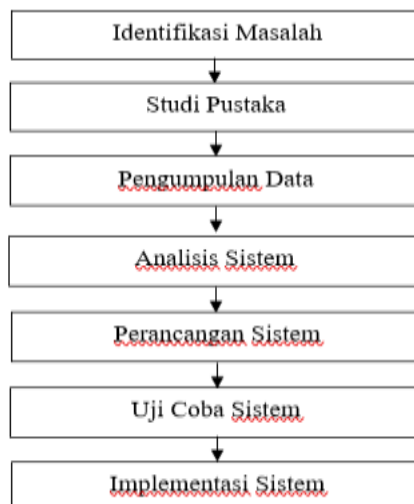 Identifikasi Masalah
Studi Pustaka
Pengumpulan Data
Analisis Sistem
Perancangan Sistem
Uji Coba Sistem
Implementasi Sistem